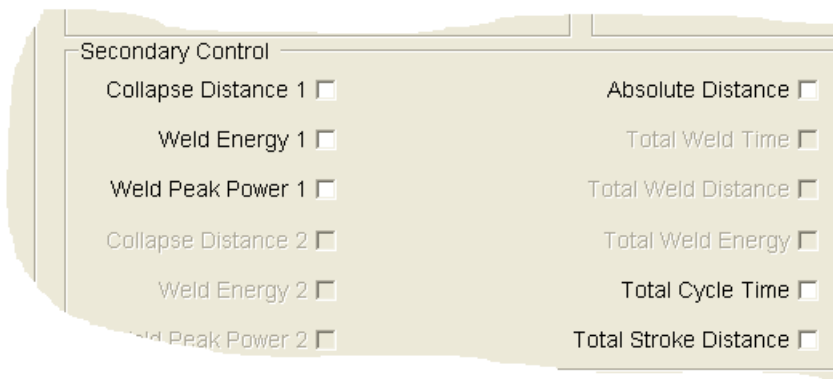 Secondary Control
Collapse Distance 1
Weld Energy 1
Weld Peak Power 1
Collapse Distance 2
Weld Energy 2
Peak Power 2
Absolute Distance
Total Weld Time
Total Weld Distance
Total Weld Energy
Total Cycle Time
Total Stroke Distance